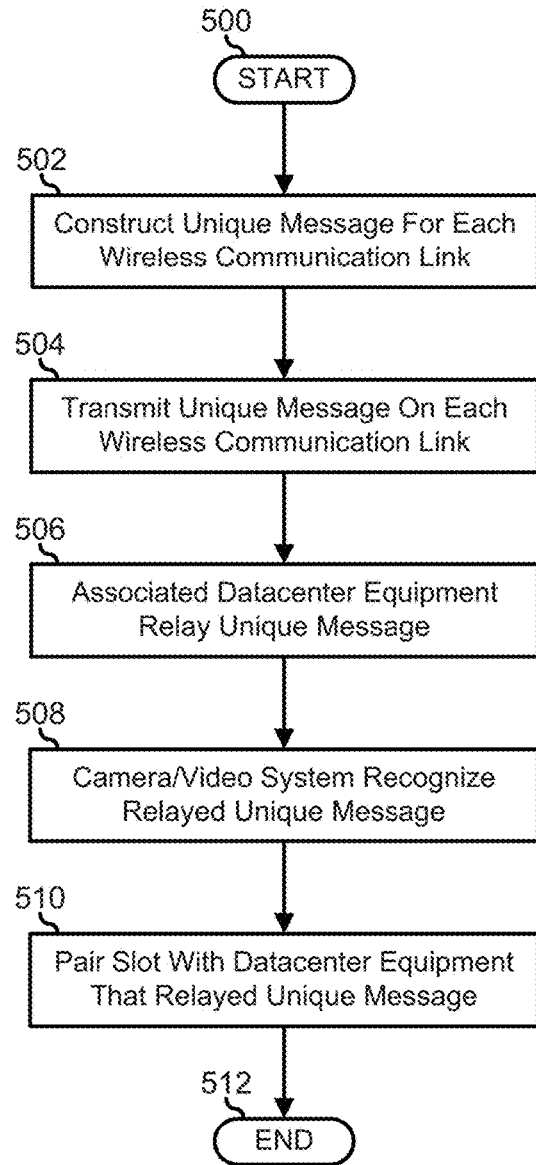 500
START
502
Construct Unique Message For Each
Wireless Communication Link
504
Transmit Unique Message On Each
Wireless Communication Link
506
Associated Datacenter Equipment
Relay Unique Message
508
Camera/Video System Recognize
Relayed Unique Message
510
Pair Slot With Datacenter Equipment
That Relayed Unique Message
512
END